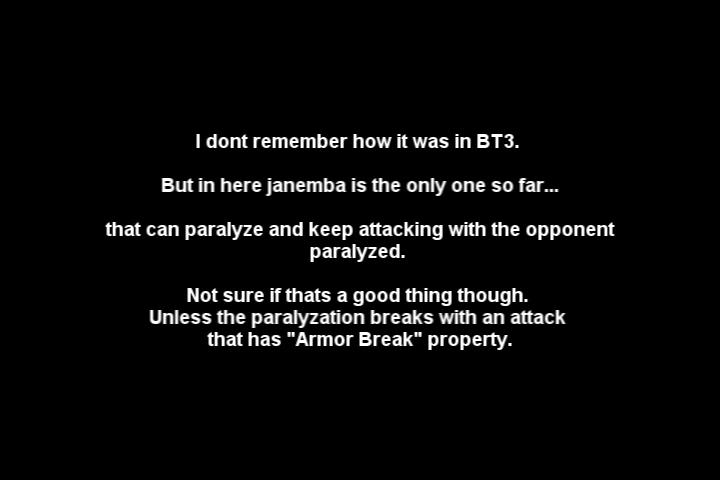 I dont remember how it was in BT3.
But in here janemba is the only one so far...
that can paralyze and keep attacking with the opponent
paralyzed.
Not sure if thats a good thing though.
Unless the paralyzation breaks with an attack
that has "Armor Break" property.